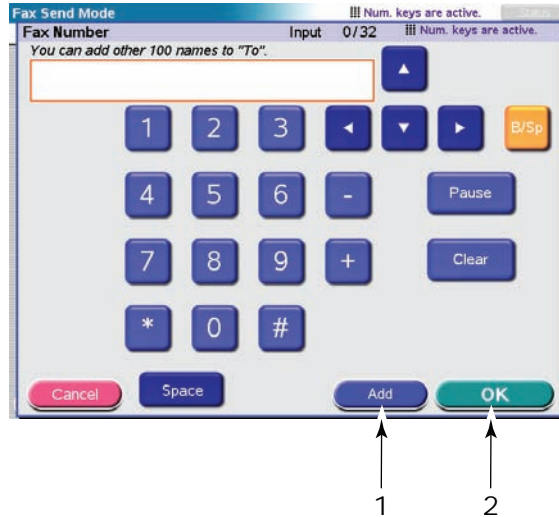 Fax Send Mode
Num. keys are active.
Status
Fax Number Input 0/32 Num. keys are active.
You can add other 100 names to "To".
1 2 3 B/Sp
4 5 6 - Pause
7 8 9 + Clear
* 0 #
Cancel Space Add OK
1 2